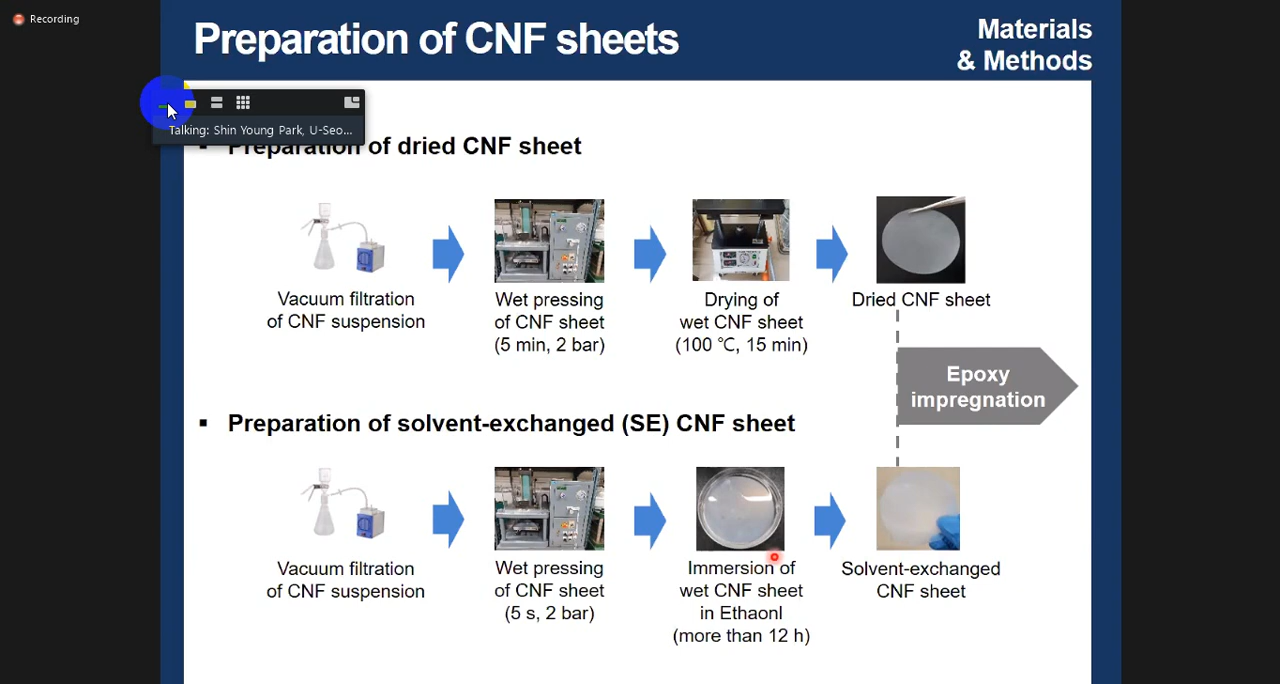 Recording
Preparation of CNF sheets
Materials
& Methods
Talking: Shin Young Park, U-Seo...
▪ Preparation of dried CNF sheet
Vacuum filtration
of CNF suspension
Wet pressing
of CNF sheet
(5 min, 2 bar)
Drying of
wet CNF sheet
(100 ℃, 15 min)
Dried CNF sheet
Epoxy
impregnation
▪ Preparation of solvent-exchanged (SE) CNF sheet
Vacuum filtration
of CNF suspension
Wet pressing
of CNF sheet
(5 s, 2 bar)
Immersion of
wet CNF sheet
in Ethaonl
(more than 12 h)
Solvent-exchanged
CNF sheet